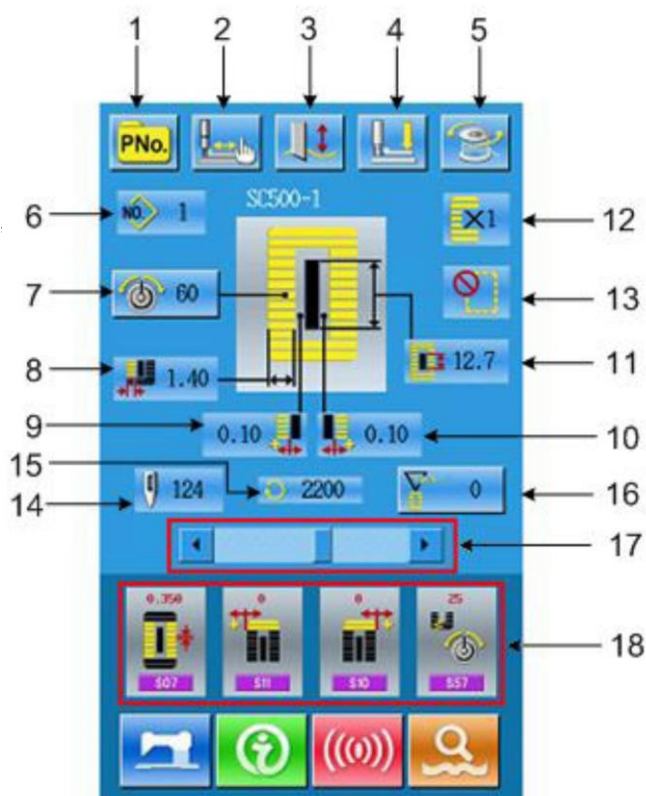 1 2 3 4 5
PNo.
6 NO. 1 SC500-1 ×1 12
7 60 13
8 1.40 12.7 11
9 0.10 0.10 10
15 14 124 2200 0 16
17
0.350 0 0 25
S07 S11 S10 S57
18